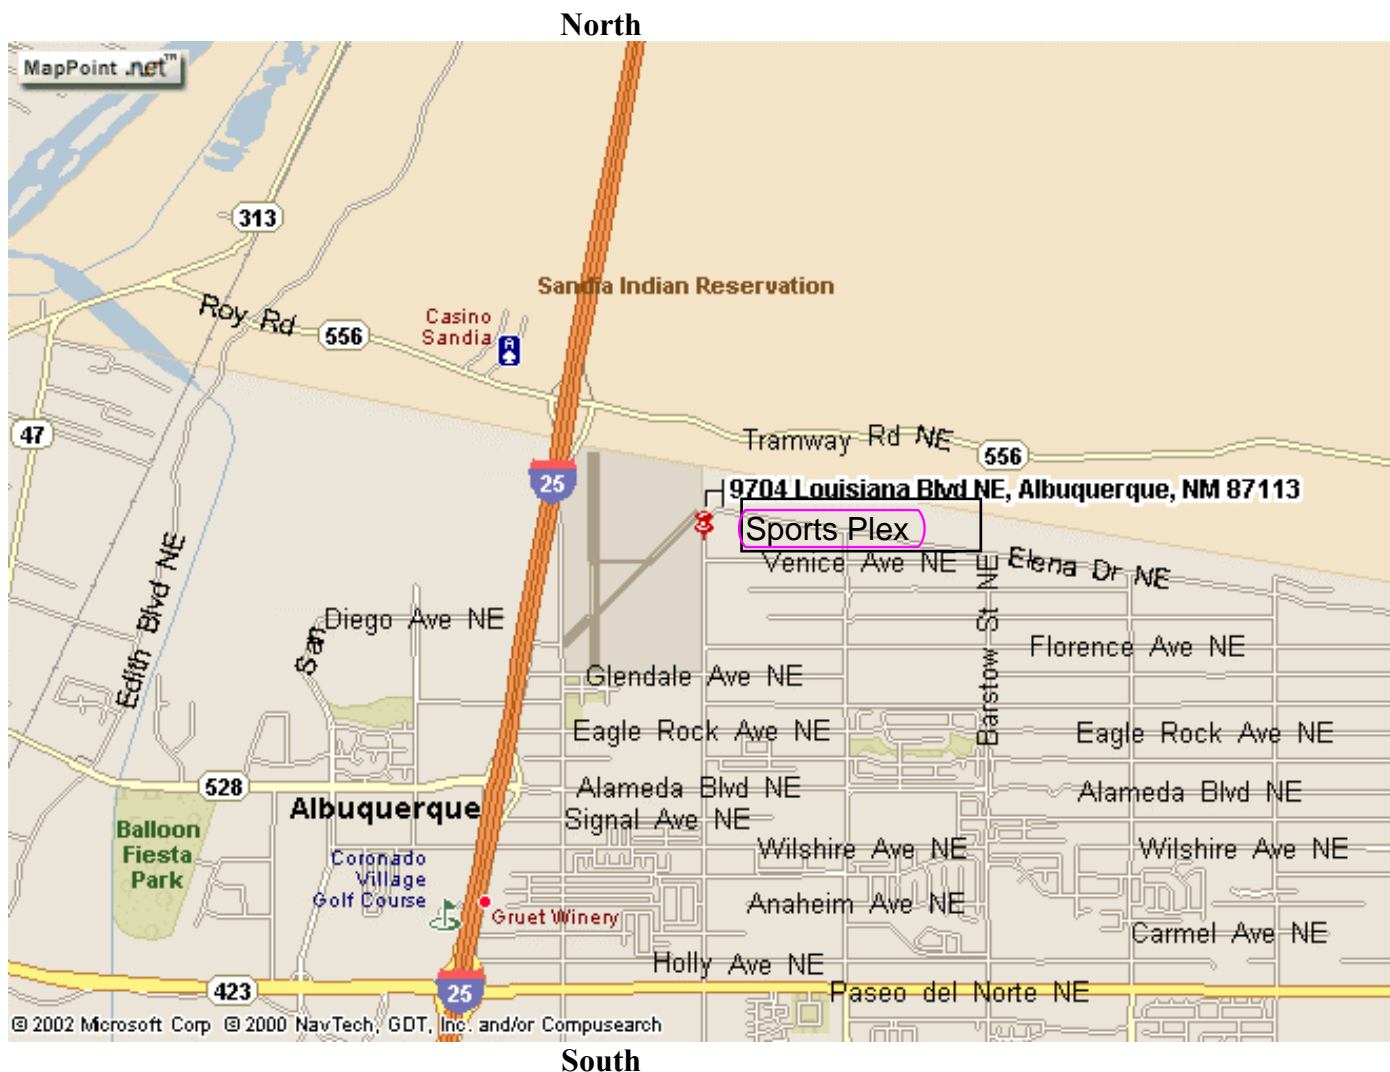 North
MapPoint .net™
313
Sandia Indian Reservation
Roy Rd
556
Casino
Sandia
47
Tramway Rd NE
556
25
9704 Louisiana Blvd NE, Albuquerque, NM 87113
Sports Plex
Venice Ave NE
Elena Dr NE
Edith Blvd NE
San Diego Ave NE
Barstow St NE
Florence Ave NE
Glendale Ave NE
Eagle Rock Ave NE
Eagle Rock Ave NE
528
Alameda Blvd NE
Alameda Blvd NE
Albuquerque
Signal Ave NE
Balloon
Fiesta
Park
Wilshire Ave NE
Wilshire Ave NE
Coronado
Village
Golf Course
Gruet Winery
Anaheim Ave NE
Carmel Ave NE
Holly Ave NE
423
25
Paseo del Norte NE
© 2002 Microsoft Corp © 2000 NavTech, GDT, Inc. and/or Compusearch
South